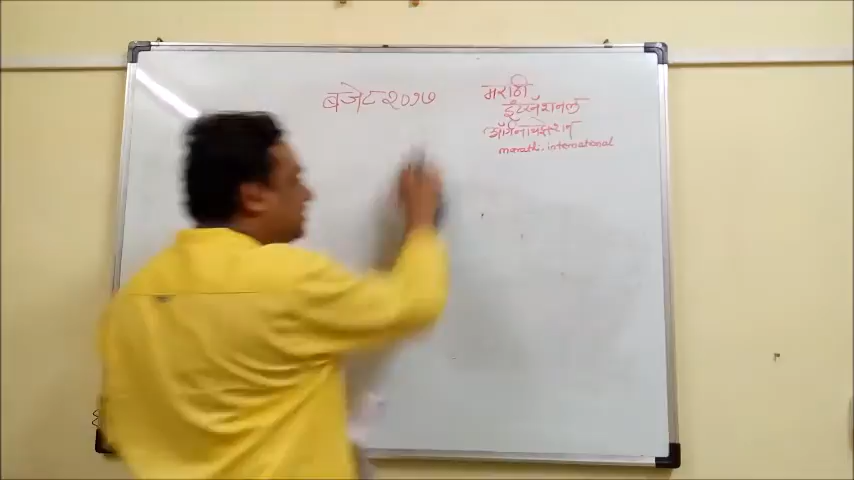 बजेट २०१७
मराठी
इंटरनॅशनल
ऑर्गनायझेशन
marathi.international